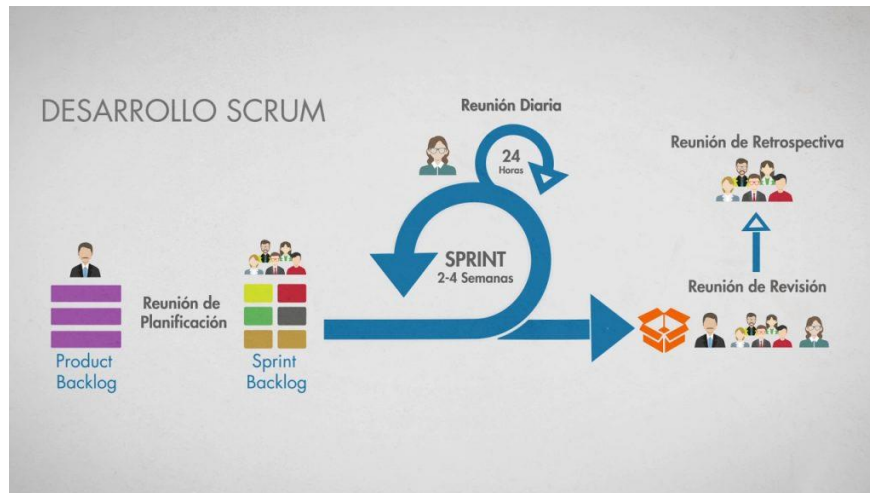 DESARROLLO SCRUM
Reunión Diaria
24
Horas
SPRINT
2-4 Semanas
Reunión de
Planificación
Product
Backlog
Sprint
Backlog
Reunión de Retrospectiva
Reunión de Revisión